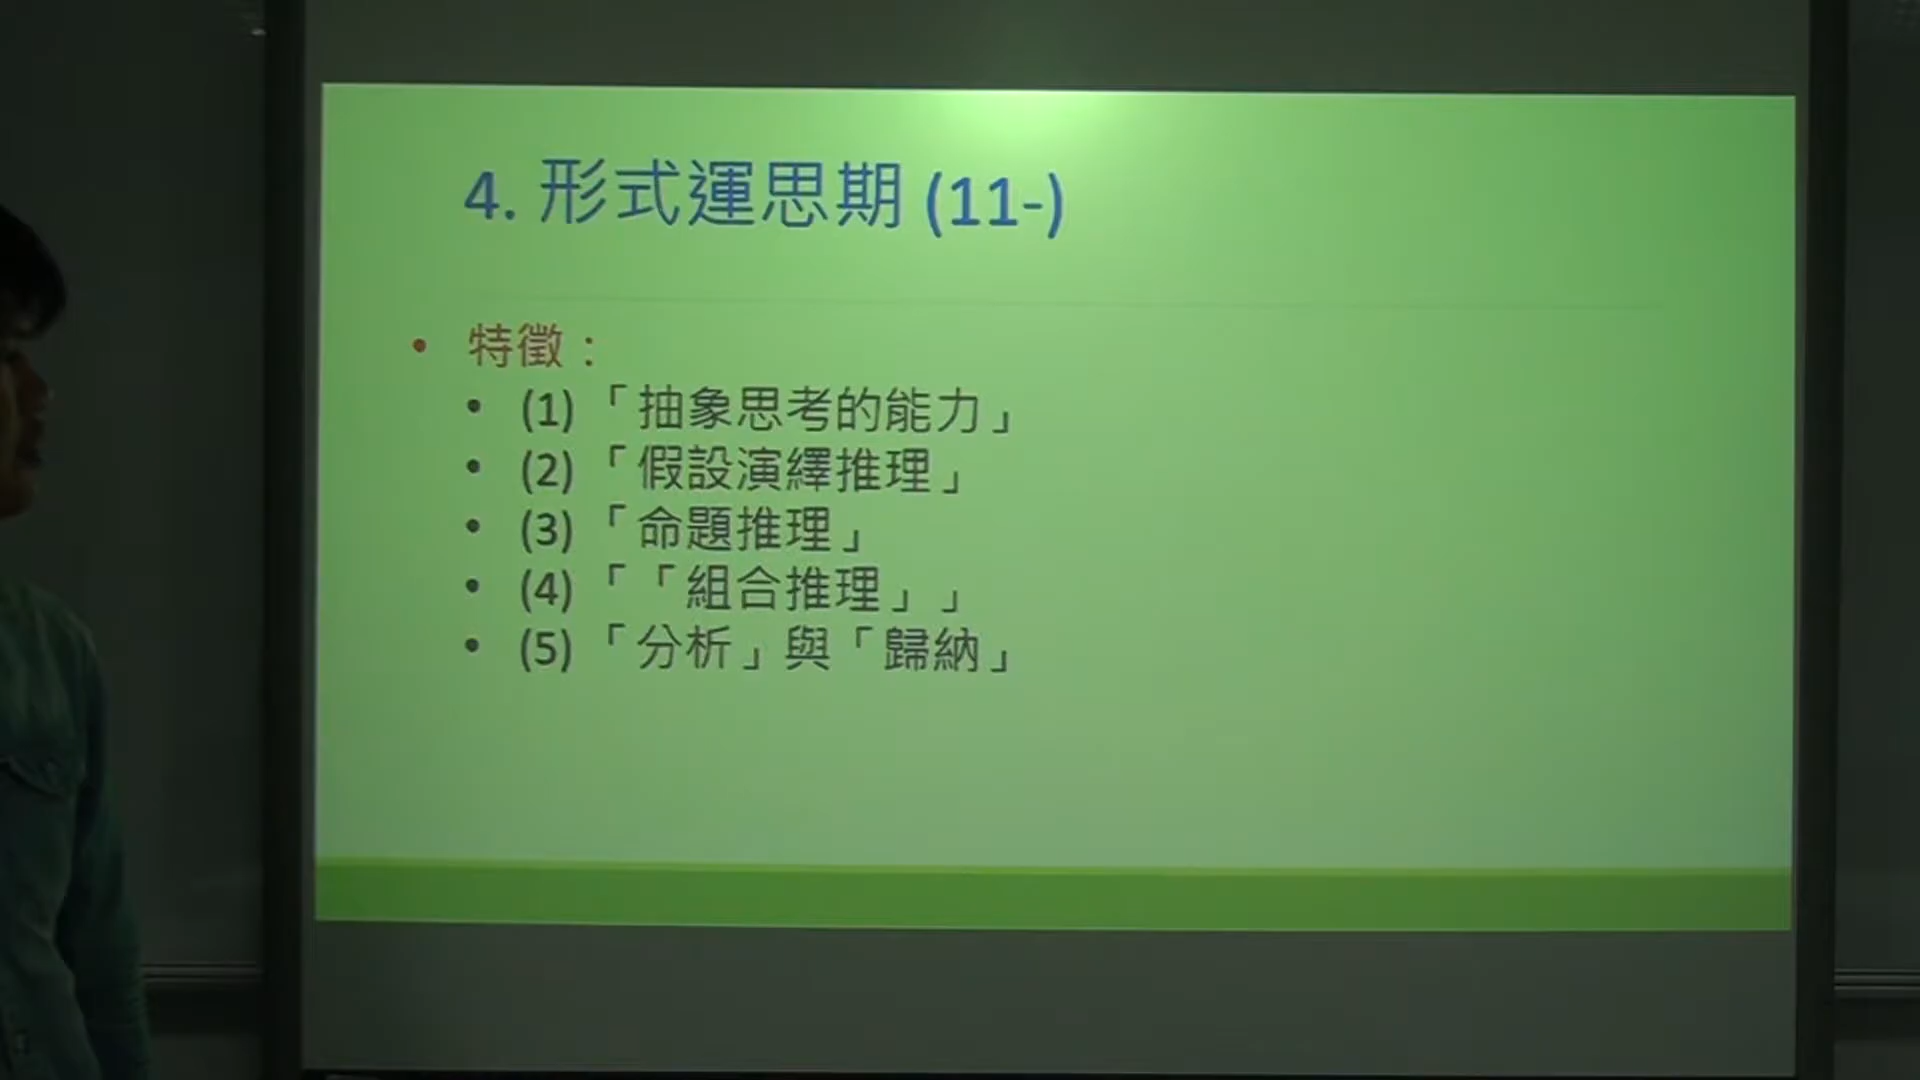 4. 形式運思期 (11-)
• 特徵：
• (1)「抽象思考的能力」
• (2)「假設演繹推理」
• (3)「命題推理」
• (4)「「組合推理」」
• (5)「分析」與「歸納」